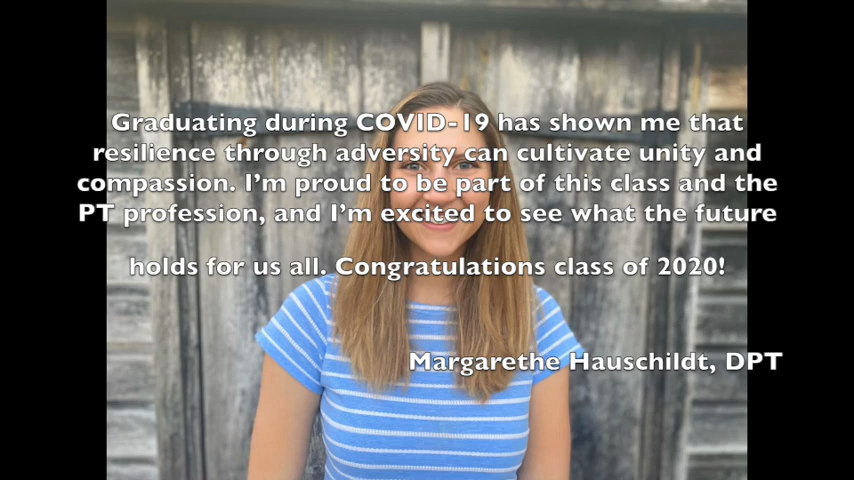 Graduating during COVID-19 has shown me that
resilience through adversity can cultivate unity and
compassion. I'm proud to be part of this class and the
PT profession, and I'm excited to see what the future
holds for us all. Congratulations class of 2020!
Margarethe Hauschildt, DPT